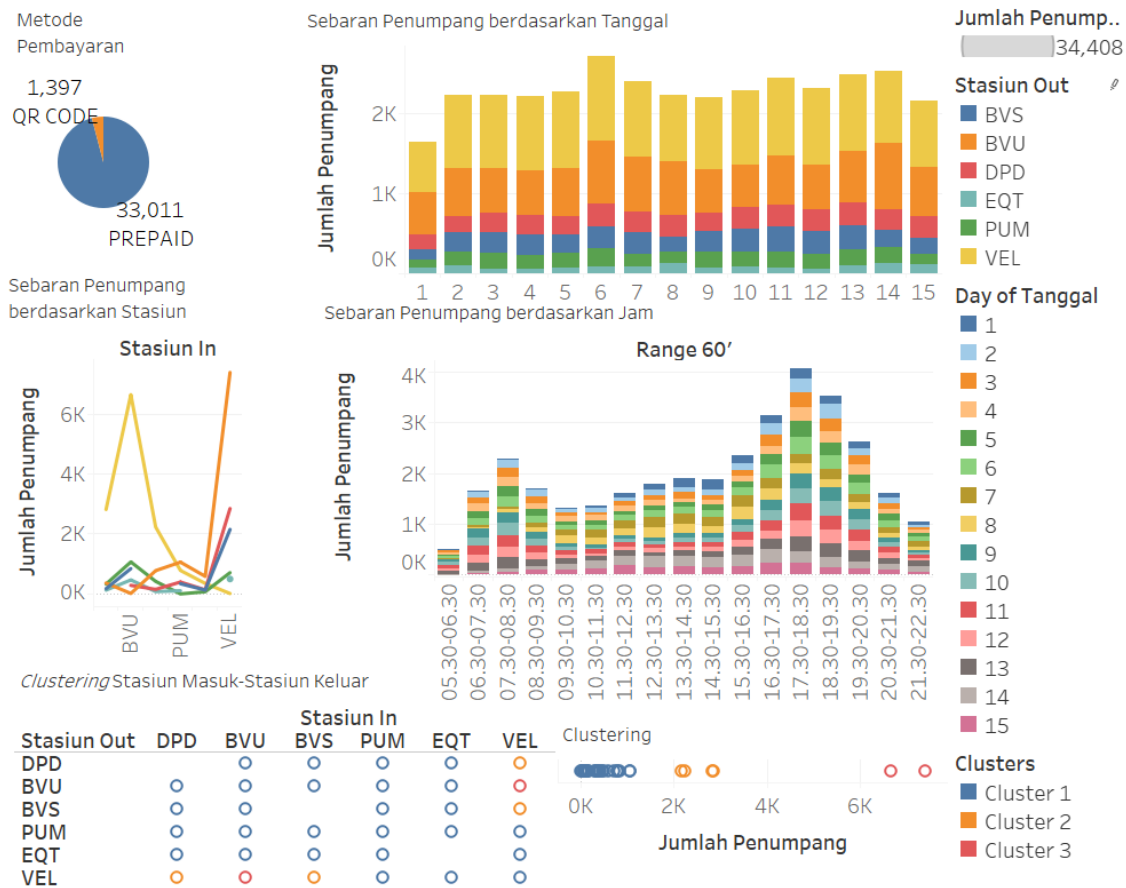 Metode
Pembayaran
1,397
QR CODE
33,011
PREPAID
Sebaran Penumpang berdasarkan Tanggal
Jumlah Penumpang
2K
1K
0K
1 2 3 4 5 6 7 8 9 10 11 12 13 14 15
Jumlah Penump..
34,408
Stasiun Out
BVS
BVU
DPD
EQT
PUM
VEL
Day of Tanggal
1
2
3
4
5
6
7
8
9
10
11
12
13
14
15
Clusters
Cluster 1
Cluster 2
Cluster 3
Sebaran Penumpang
berdasarkan Stasiun
Stasiun In
Jumlah Penumpang
6K
4K
2K
0K
BVU
PUM
VEL
Sebaran Penumpang berdasarkan Jam
Range 60'
Jumlah Penumpang
4K
3K
2K
1K
0K
05.30-06.30
06.30-07.30
07.30-08.30
08.30-09.30
09.30-10.30
10.30-11.30
11.30-12.30
12.30-13.30
13.30-14.30
14.30-15.30
15.30-16.30
16.30-17.30
17.30-18.30
18.30-19.30
19.30-20.30
20.30-21.30
21.30-22.30
Clustering Stasiun Masuk-Stasiun Keluar
Stasiun In
Stasiun Out DPD BVU BVS PUM EQT VEL
DPD
BVU
BVS
PUM
EQT
VEL
Clustering
0K 2K 4K 6K
Jumlah Penumpang